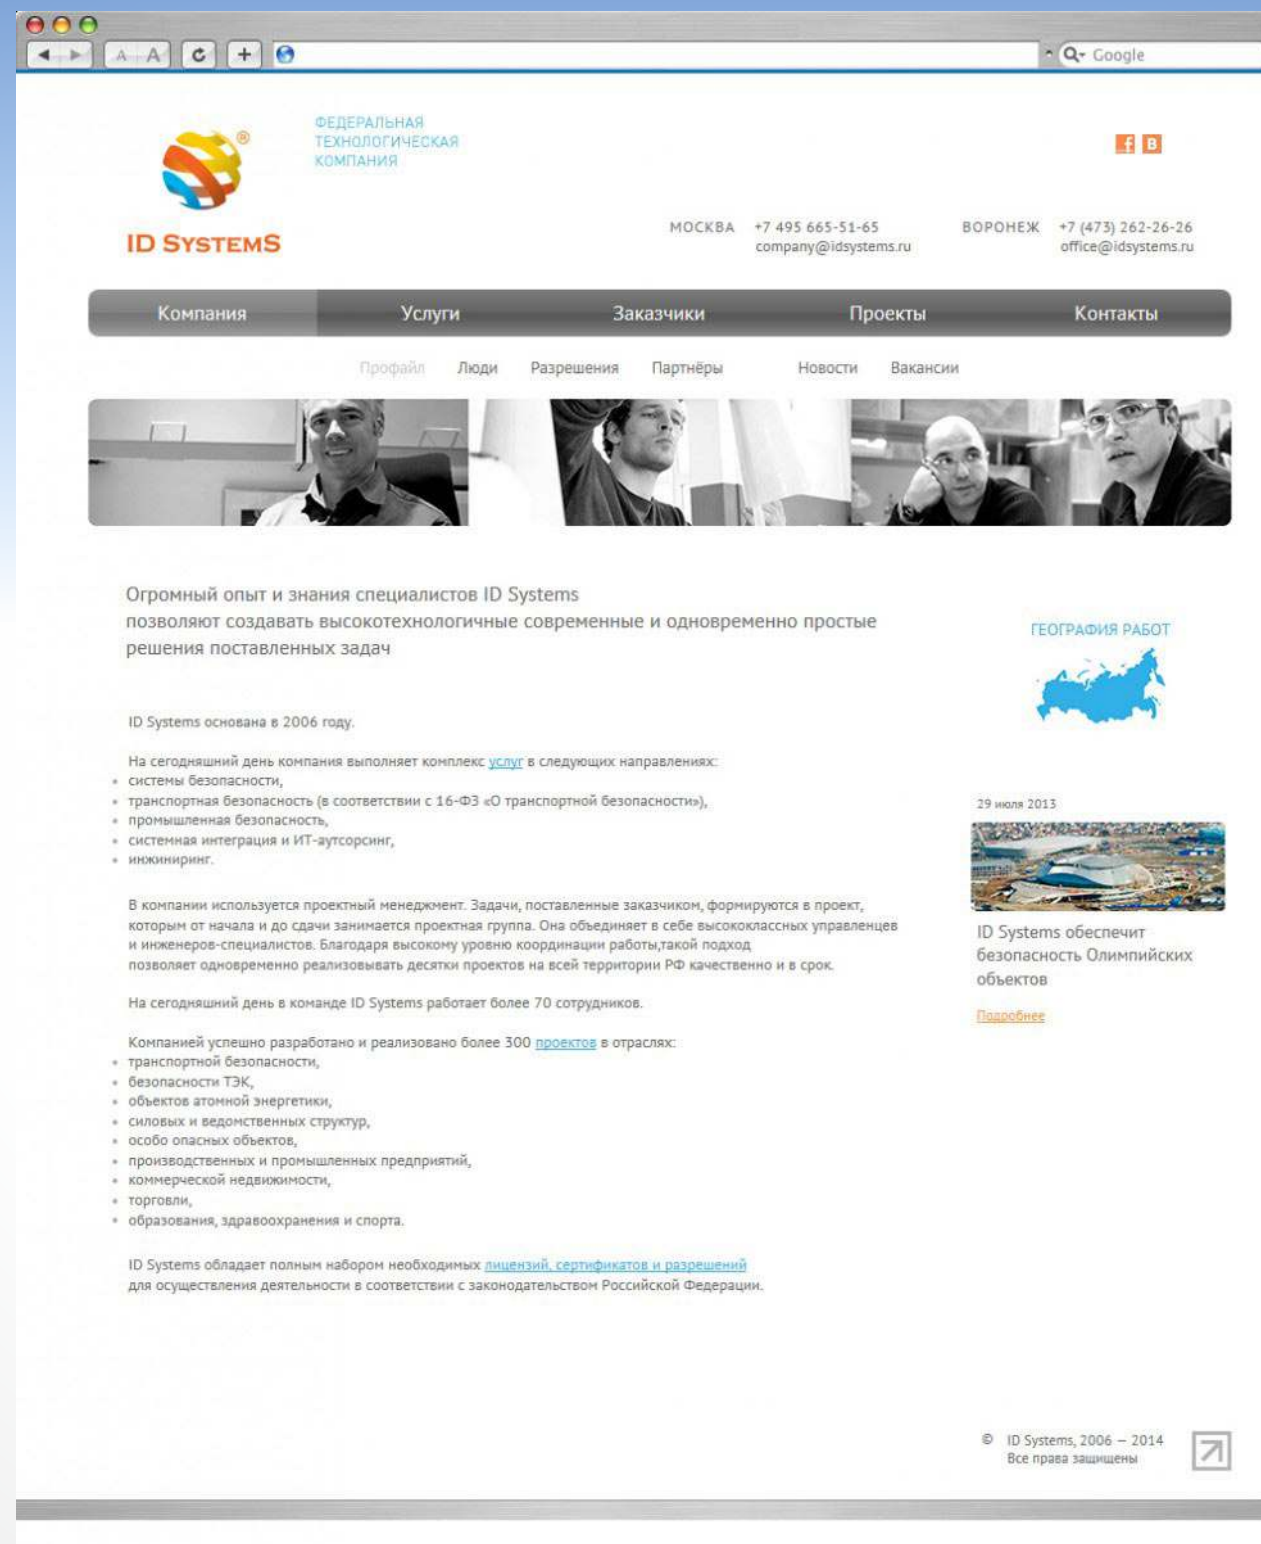 A A
Google
ФЕДЕРАЛЬНАЯ
ТЕХНОЛОГИЧЕСКАЯ
КОМПАНИЯ
®
f B
ID SYSTEMS
МОСКВА +7 495 665-51-65
company@idsystems.ru
ВОРОНЕЖ +7 (473) 262-26-26
office@idsystems.ru
Компания Услуги Заказчики Проекты Контакты
Профайл Люди Разрешения Партнёры Новости Вакансии
Огромный опыт и знания специалистов ID Systems
позволяют создавать высокотехнологичные современные и одновременно простые
решения поставленных задач
ID Systems основана в 2006 году.
На сегодняшний день компания выполняет комплекс услуг в следующих направлениях:
• системы безопасности,
• транспортная безопасность (в соответствии с 16-ФЗ «О транспортной безопасности»),
• промышленная безопасность,
• системная интеграция и ИТ-аутсорсинг,
• инжиниринг.
В компании используется проектный менеджмент. Задачи, поставленные заказчиком, формируются в проект,
которым от начала и до сдачи занимается проектная группа. Она объединяет в себе высококлассных управленцев
и инженеров-специалистов. Благодаря высокому уровню координации работы,такой подход
позволяет одновременно реализовывать десятки проектов на всей территории РФ качественно и в срок.
На сегодняшний день в команде ID Systems работает более 70 сотрудников.
Компанией успешно разработано и реализовано более 300 проектов в отраслях:
• транспортной безопасности,
• безопасности ТЭК,
• объектов атомной энергетики,
• силовых и ведомственных структур,
• особо опасных объектов,
• производственных и промышленных предприятий,
• коммерческой недвижимости,
• торговли,
• образования, здравоохранения и спорта.
ID Systems обладает полным набором необходимых лицензий, сертификатов и разрешений
для осуществления деятельности в соответствии с законодательством Российской Федерации.
ГЕОГРАФИЯ РАБОТ
29 июля 2013
ID Systems обеспечит
безопасность Олимпийских
объектов
Подробнее
© ID Systems, 2006 — 2014
Все права защищены